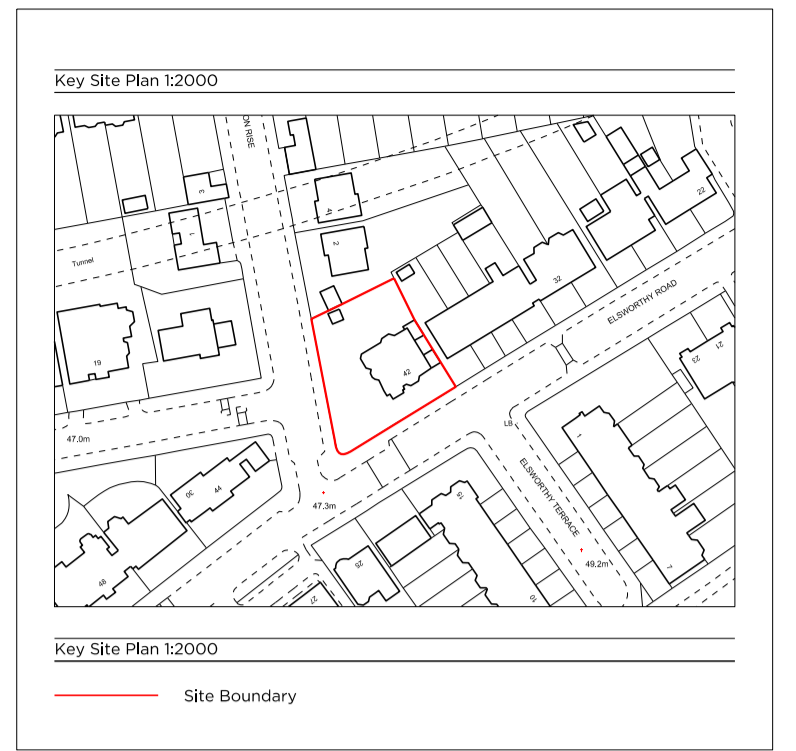 Key Site Plan 1:2000
ON RISE
3
1
4
2
Tunnel
19
22
32
ELSWORTHY ROAD
42
21
23
47.0m
LB
1
30
44
47.3m
15
ELSWORTHY TERRACE
49.2m
48
25
27
10
7
Key Site Plan 1:2000
Site Boundary